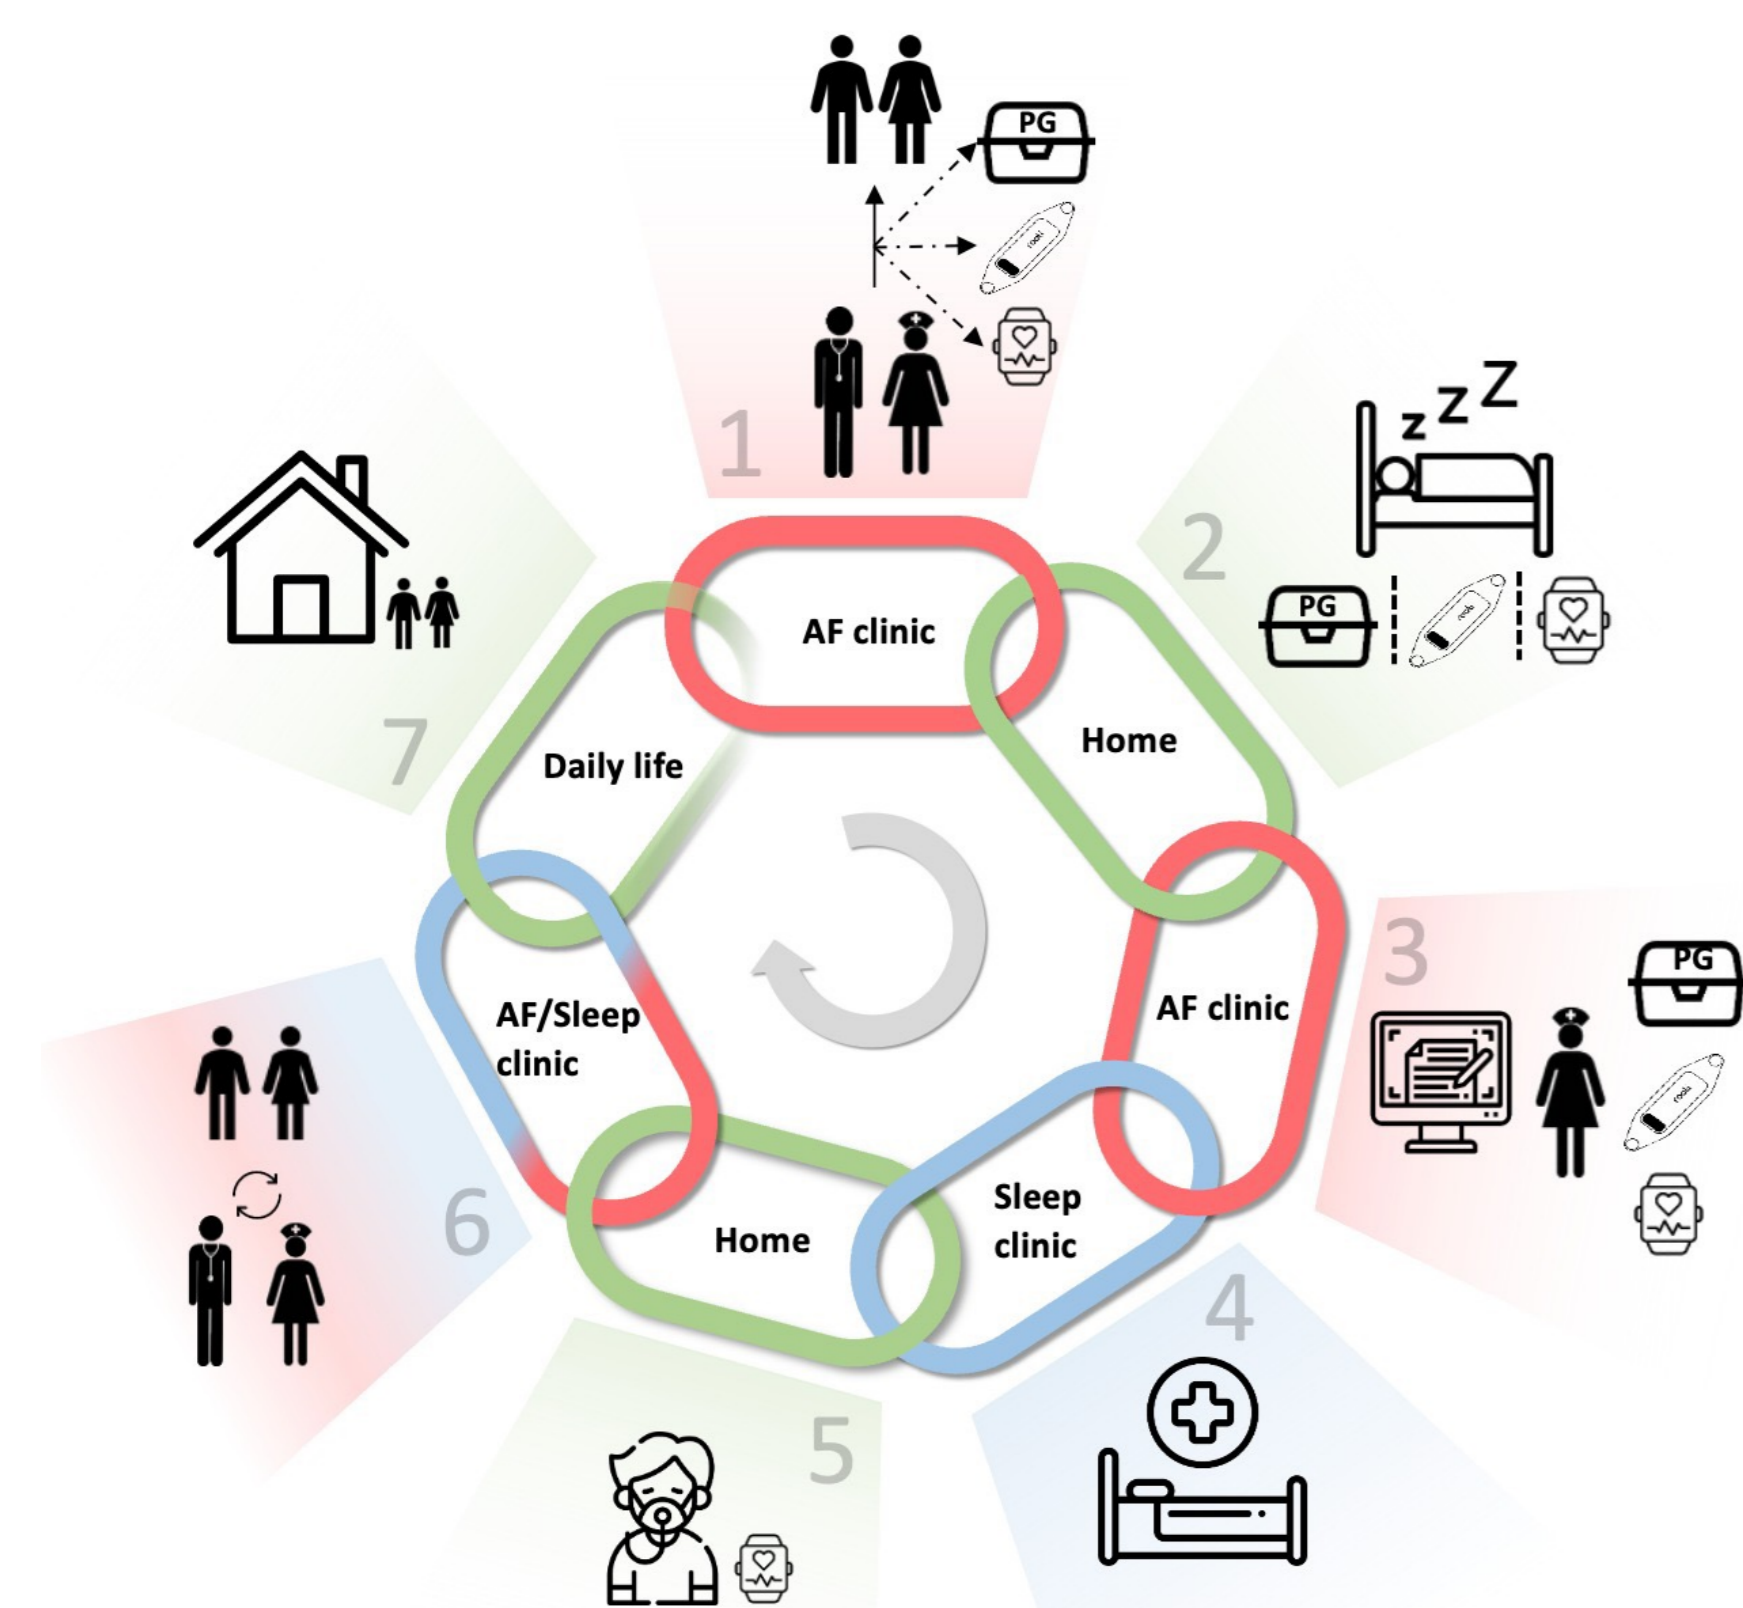 PG
1
AF clinic
z z Z
2
PG
Home
3
PG
AF clinic
4
Sleep
clinic
5
Home
6
AF/Sleep
clinic
7
Daily life